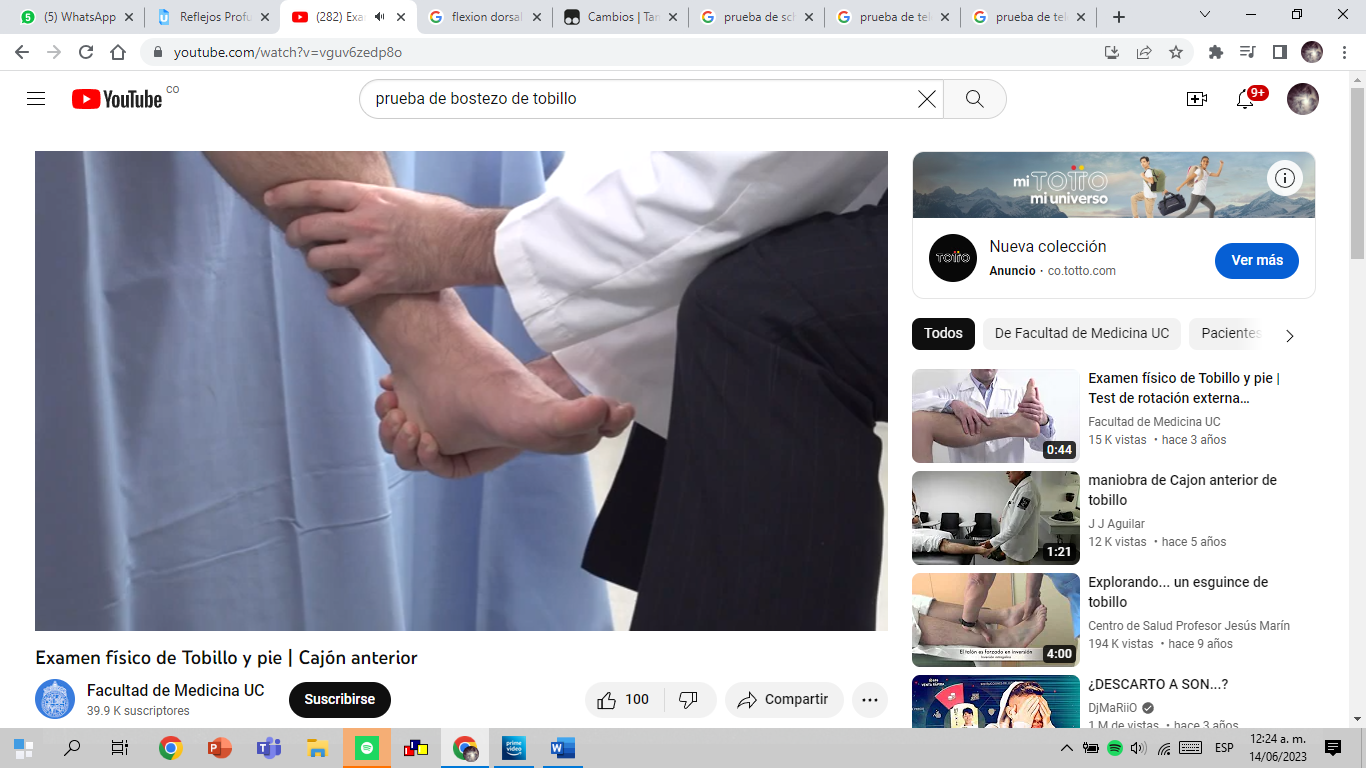 (5) WhatsApp
Reflejos Profu
(282) Exa
flexion dorsal
Cambios | Tan
prueba de sch
prueba de tel
prueba de tel
youtube.com/watch?v=vguv6zedp8o
YouTube CO
prueba de bostezo de tobillo
9+
mi TOTTO
mi universo
TOTTO
Nueva colección
Anuncio · co.totto.com
Ver más
Todos
De Facultad de Medicina UC
Pacientes
Examen físico de Tobillo y pie |
Test de rotación externa…
Facultad de Medicina UC
15 K vistas • hace 3 años
0:44
maniobra de Cajon anterior de
tobillo
J J Aguilar
12 K vistas • hace 5 años
1:21
Explorando... un esguince de
tobillo
Centro de Salud Profesor Jesús Marín
194 K vistas • hace 9 años
El talón es forzado en inversión
4:00
¿DESCARTO A SON...?
DjMaRiiO
1 M de vistas • hace 3 años
Examen físico de Tobillo y pie | Cajón anterior
Facultad de Medicina UC
39.9 K suscriptores
Suscribirse
100
Compartir
prime video
ESP
12:24 a. m.
14/06/2023